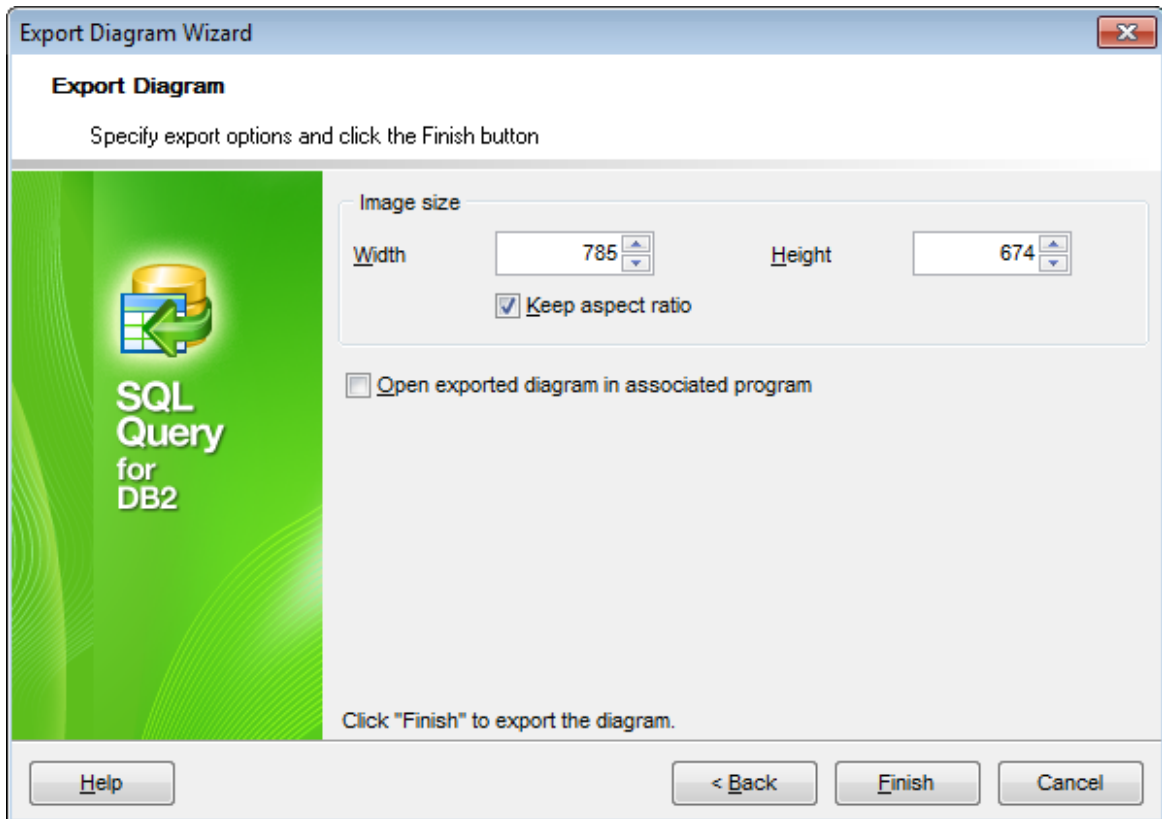 Export Diagram Wizard
Export Diagram
Specify export options and click the Finish button
Image size
Width 785 Height 674
Keep aspect ratio
Open exported diagram in associated program
SQL
Query
for
DB2
Click "Finish" to export the diagram.
Help < Back Finish Cancel